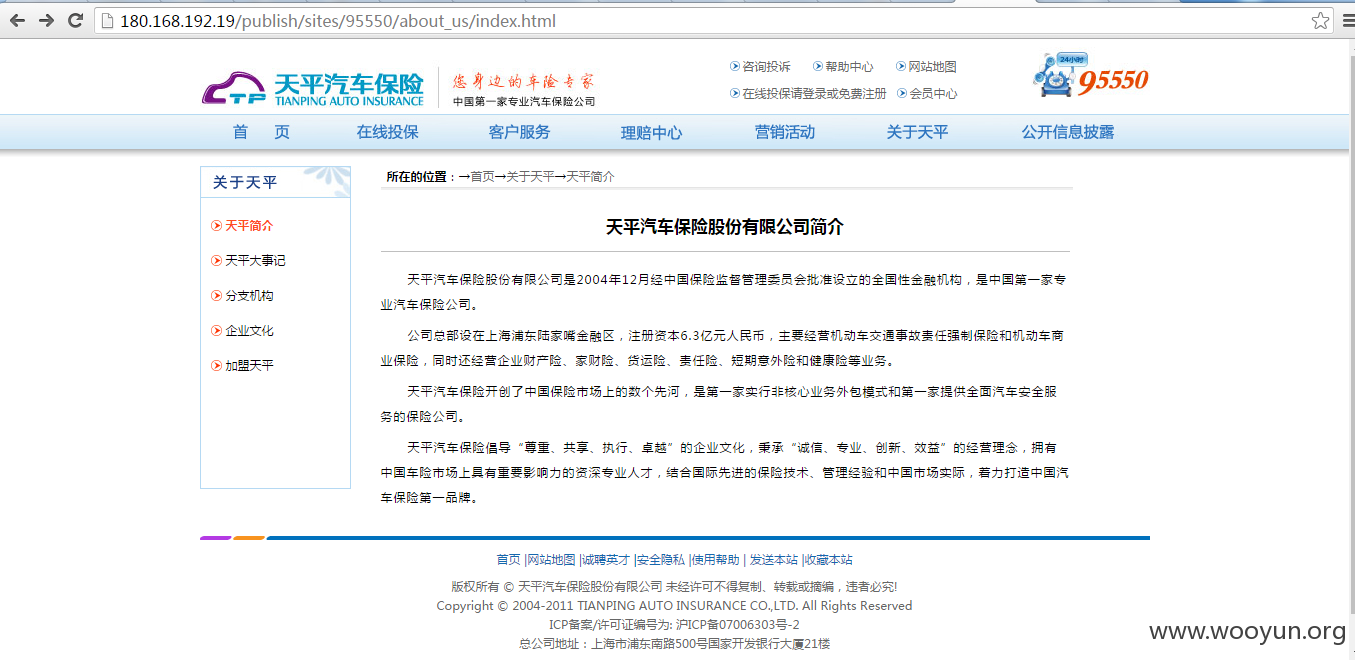 180.168.192.19/publish/sites/95550/about_us/index.html
天平汽车保险
TIANPING AUTO INSURANCE
CTP
您身边的车险专家
中国第一家专业汽车保险公司
咨询投诉 帮助中心 网站地图
在线投保请登录或免费注册 会员中心
24小时
95550
首 页 在线投保 客户服务 理赔中心 营销活动 关于天平 公开信息披露
关于天平
天平简介
天平大事记
分支机构
企业文化
加盟天平
所在的位置：→首页→关于天平→天平简介
天平汽车保险股份有限公司简介
天平汽车保险股份有限公司是2004年12月经中国保险监督管理委员会批准设立的全国性金融机构，是中国第一家专
业汽车保险公司。
公司总部设在上海浦东陆家嘴金融区，注册资本6.3亿元人民币，主要经营机动车交通事故责任强制保险和机动车商
业保险，同时还经营企业财产险、家财险、货运险、责任险、短期意外险和健康险等业务。
天平汽车保险开创了中国保险市场上的数个先河，是第一家实行非核心业务外包模式和第一家提供全面汽车安全服
务的保险公司。
天平汽车保险倡导“尊重、共享、执行、卓越”的企业文化，秉承“诚信、专业、创新、效益”的经营理念，拥有
中国车险市场上具有重要影响力的资深专业人才，结合国际先进的保险技术、管理经验和中国市场实际，着力打造中国汽
车保险第一品牌。
首页 |网站地图 |诚聘英才 |安全隐私 |使用帮助 | 发送本站 |收藏本站
版权所有 © 天平汽车保险股份有限公司 未经许可不得复制、转载或摘编，违者必究!
Copyright © 2004-2011 TIANPING AUTO INSURANCE CO.,LTD. All Rights Reserved
ICP备案/许可证编号为: 沪ICP备07006303号-2
总公司地址：上海市浦东南路500号国家开发银行大厦21楼
www.wooyun.org